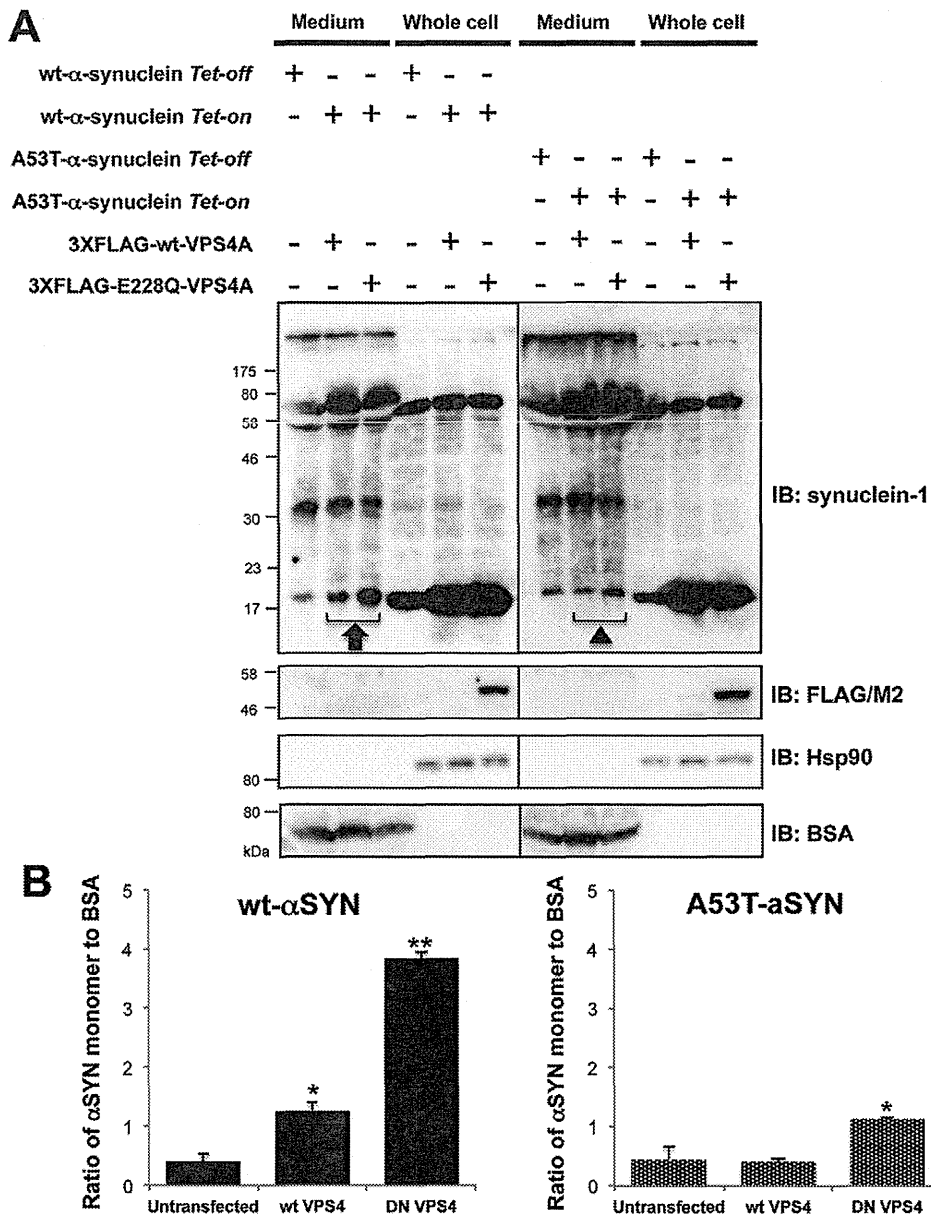 A
Medium Whole cell Medium Whole cell
wt-α-synuclein Tet-off + - - + - -
wt-α-synuclein Tet-on - + + - + +
A53T-α-synuclein Tet-off + - - + - -
A53T-α-synuclein Tet-on - + + - + +
3XFLAG-wt-VPS4A - + - - + - - + - - + -
3XFLAG-E228Q-VPS4A - - + - - + - - + - - +
175
80
58
46
30
23
17
IB: synuclein-1
58
46
IB: FLAG/M2
80
IB: Hsp90
80
kDa
IB: BSA
B
Ratio of αSYN monomer to BSA
5
4
3
2
1
0
wt-αSYN
*
**
Untransfected wt VPS4 DN VPS4
Ratio of αSYN monomer to BSA
5
4
3
2
1
0
A53T-aSYN
*
Untransfected wt VPS4 DN VPS4